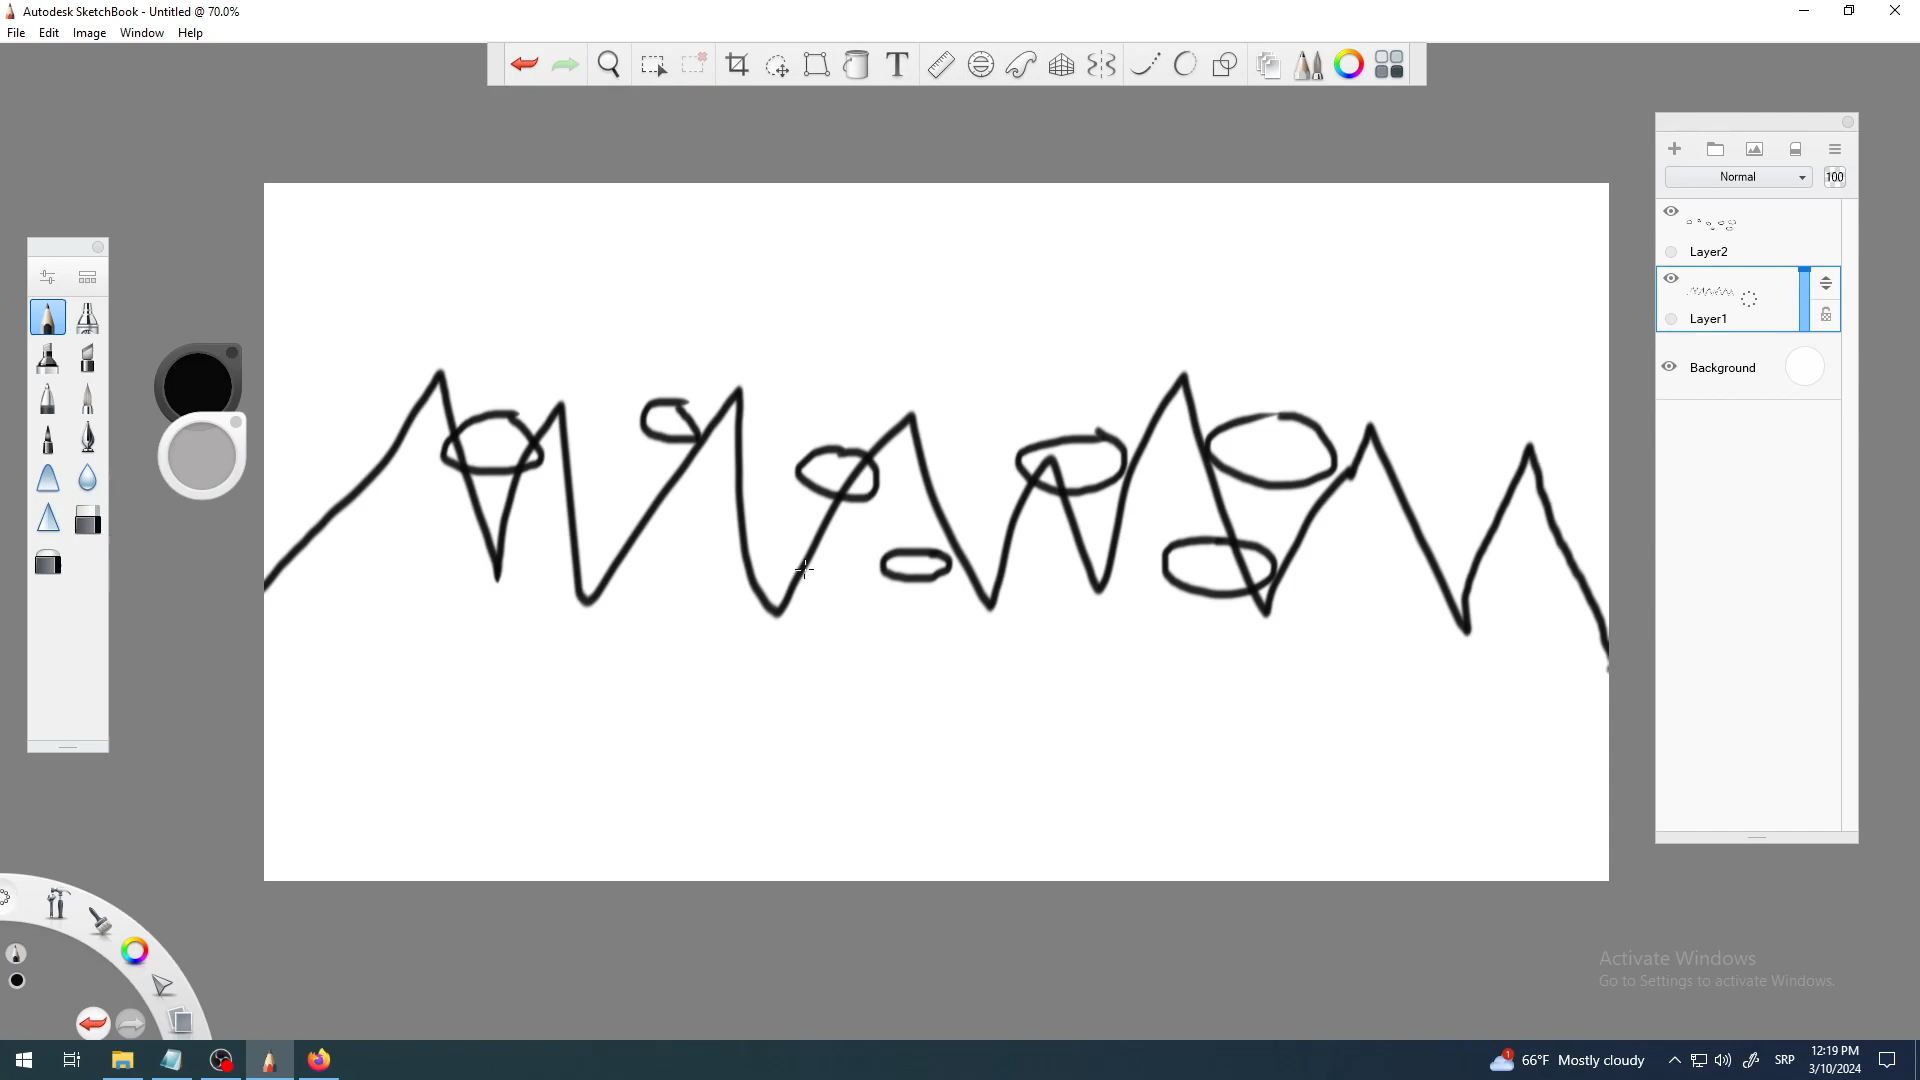 Autodesk SketchBook - Untitled @ 70.0%
File Edit Image Window Help
T
Normal 100
Layer2
Layer1
Background
Activate Windows
Go to Settings to activate Windows.
1 66°F Mostly cloudy SRP 12:19 PM
3/10/2024